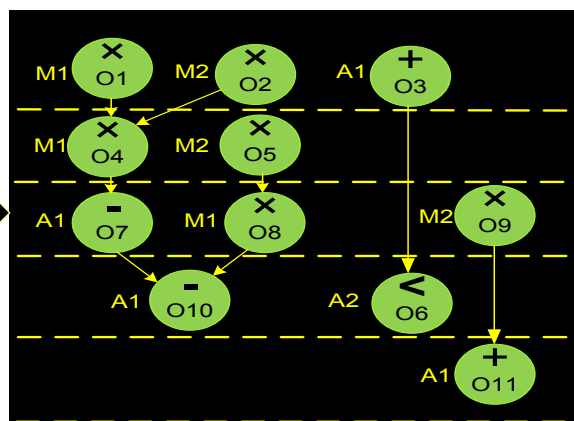 × × +
M1 O1 M2 O2 A1 O3
× ×
M1 O4 M2 O5
- × ×
A1 O7 M1 O8 M2 O9
- <
A1 O10 A2 O6
+
A1 O11